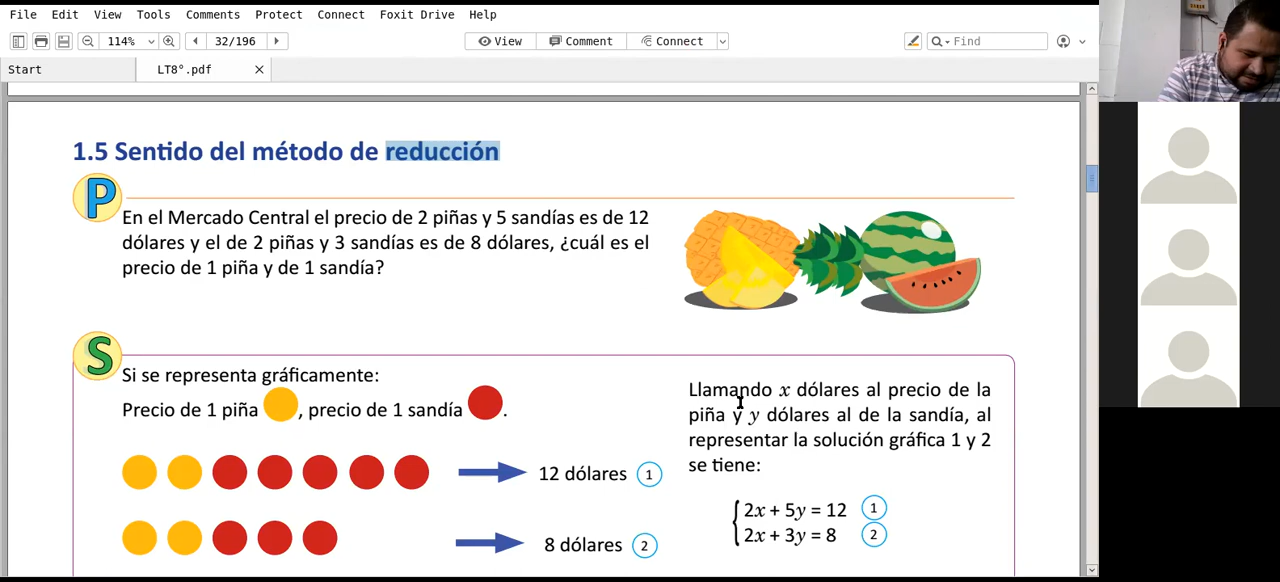 File Edit View Tools Comments Protect Connect Foxit Drive Help
114% 32/196 View Comment Connect Find
Start LT8°.pdf
1.5 Sentido del método de reducción
P
En el Mercado Central el precio de 2 piñas y 5 sandías es de 12
dólares y el de 2 piñas y 3 sandías es de 8 dólares, ¿cuál es el
precio de 1 piña y de 1 sandía?
S
Si se representa gráficamente:
Precio de 1 piña , precio de 1 sandía .
12 dólares 1
8 dólares 2
Llamando x dólares al precio de la
piña y y dólares al de la sandía, al
representar la solución gráfica 1 y 2
se tiene:
2x + 5y = 12 1
2x + 3y = 8 2